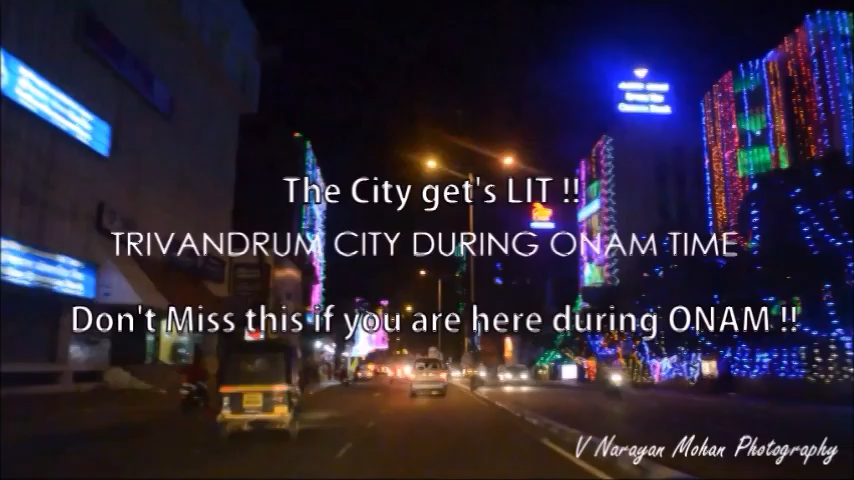 The City get's LIT !!
TRIVANDRUM CITY DURING ONAM TIME
Don't Miss this if you are here during ONAM !!
V Narayan Mohan Photography